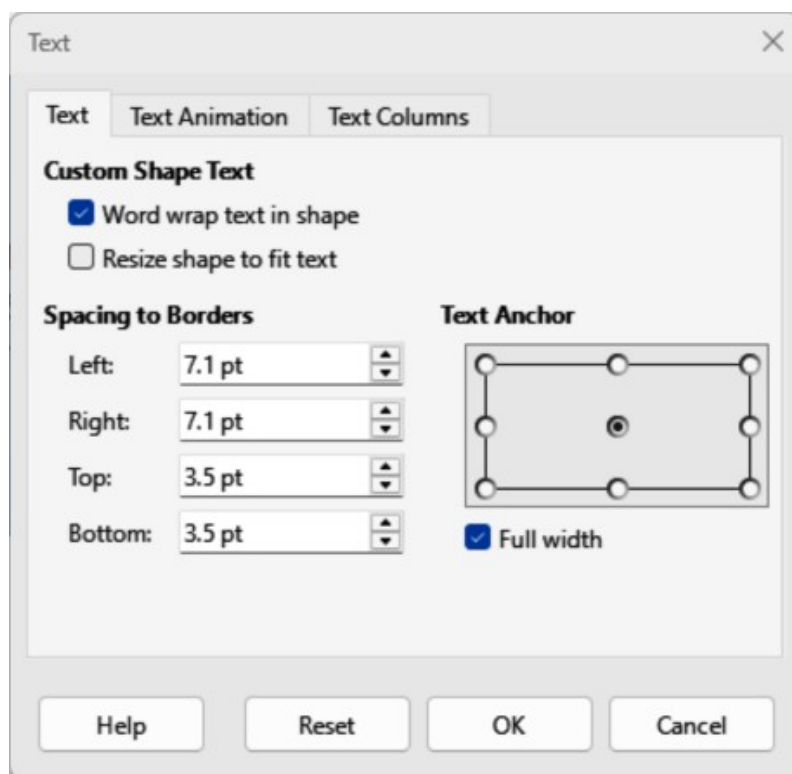 Text
Text Text Animation Text Columns
Custom Shape Text
Word wrap text in shape
Resize shape to fit text
Spacing to Borders
Left: 7.1 pt
Right: 7.1 pt
Top: 3.5 pt
Bottom: 3.5 pt
Text Anchor
Full width
Help Reset OK Cancel